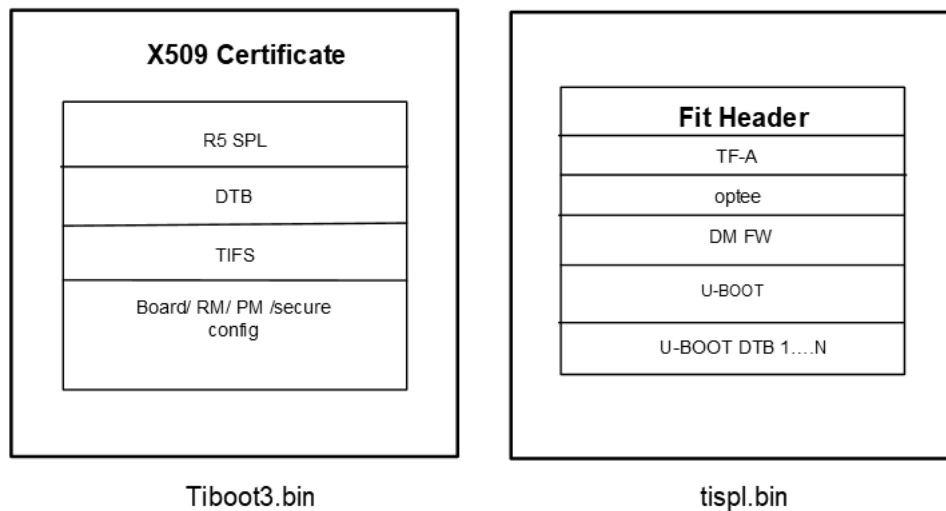 X509 Certificate
R5 SPL
DTB
TIFS
Board/ RM/ PM /secure
config
Tiboot3.bin
Fit Header
TF-A
optee
DM FW
U-BOOT
U-BOOT DTB 1....N
tispl.bin